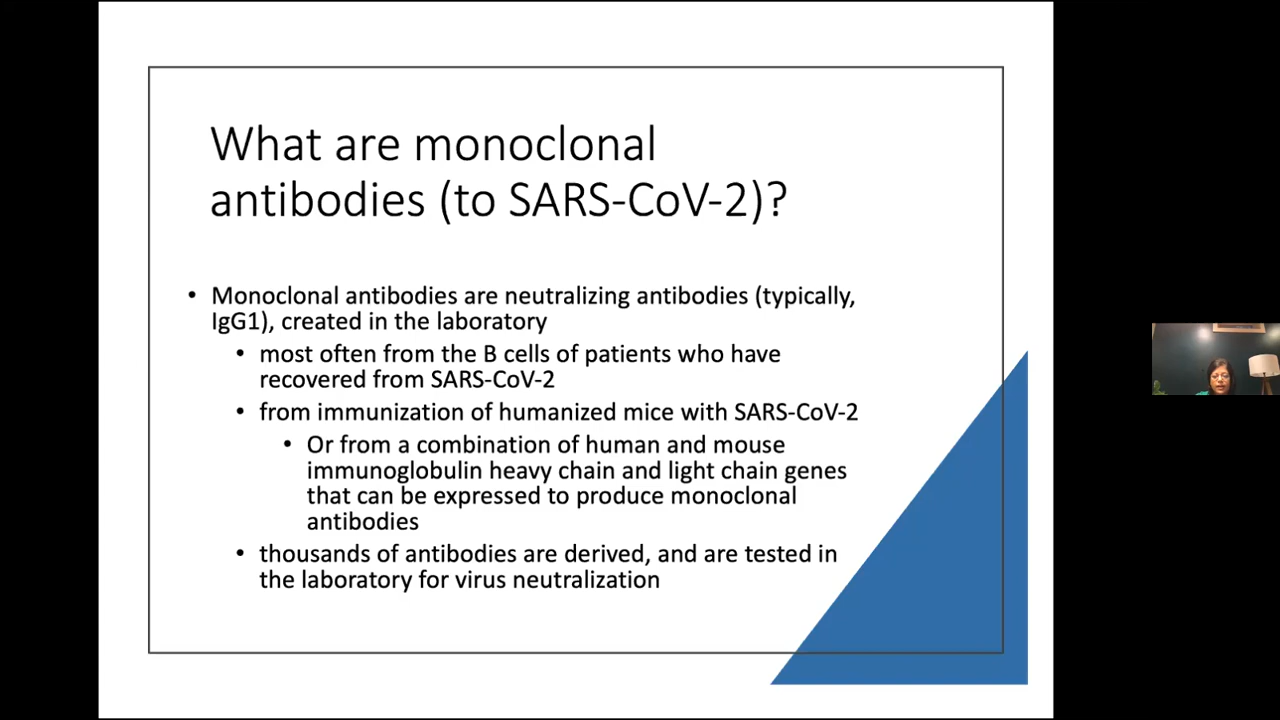 What are monoclonal
antibodies (to SARS-CoV-2)?
• Monoclonal antibodies are neutralizing antibodies (typically,
IgG1), created in the laboratory
• most often from the B cells of patients who have
recovered from SARS-CoV-2
• from immunization of humanized mice with SARS-CoV-2
• Or from a combination of human and mouse
immunoglobulin heavy chain and light chain genes
that can be expressed to produce monoclonal
antibodies
• thousands of antibodies are derived, and are tested in
the laboratory for virus neutralization